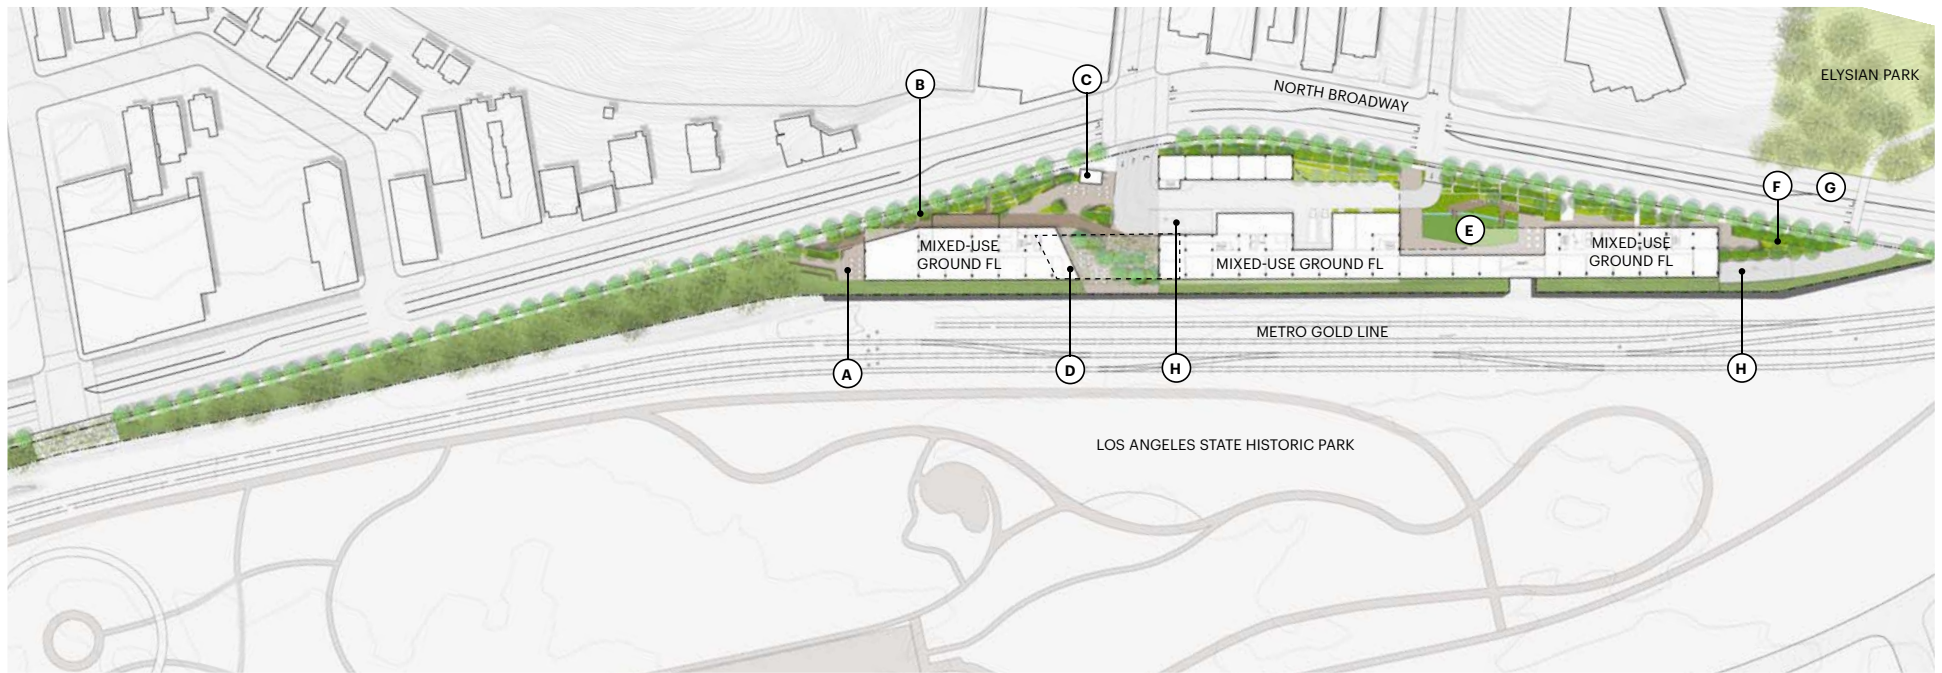 ELYSIAN PARK
B
C
NORTH BROADWAY
F
G
E
MIXED-USE
GROUND FL
MIXED-USE GROUND FL
MIXED-USE
GROUND FL
METRO GOLD LINE
A
D
H
H
LOS ANGELES STATE HISTORIC PARK